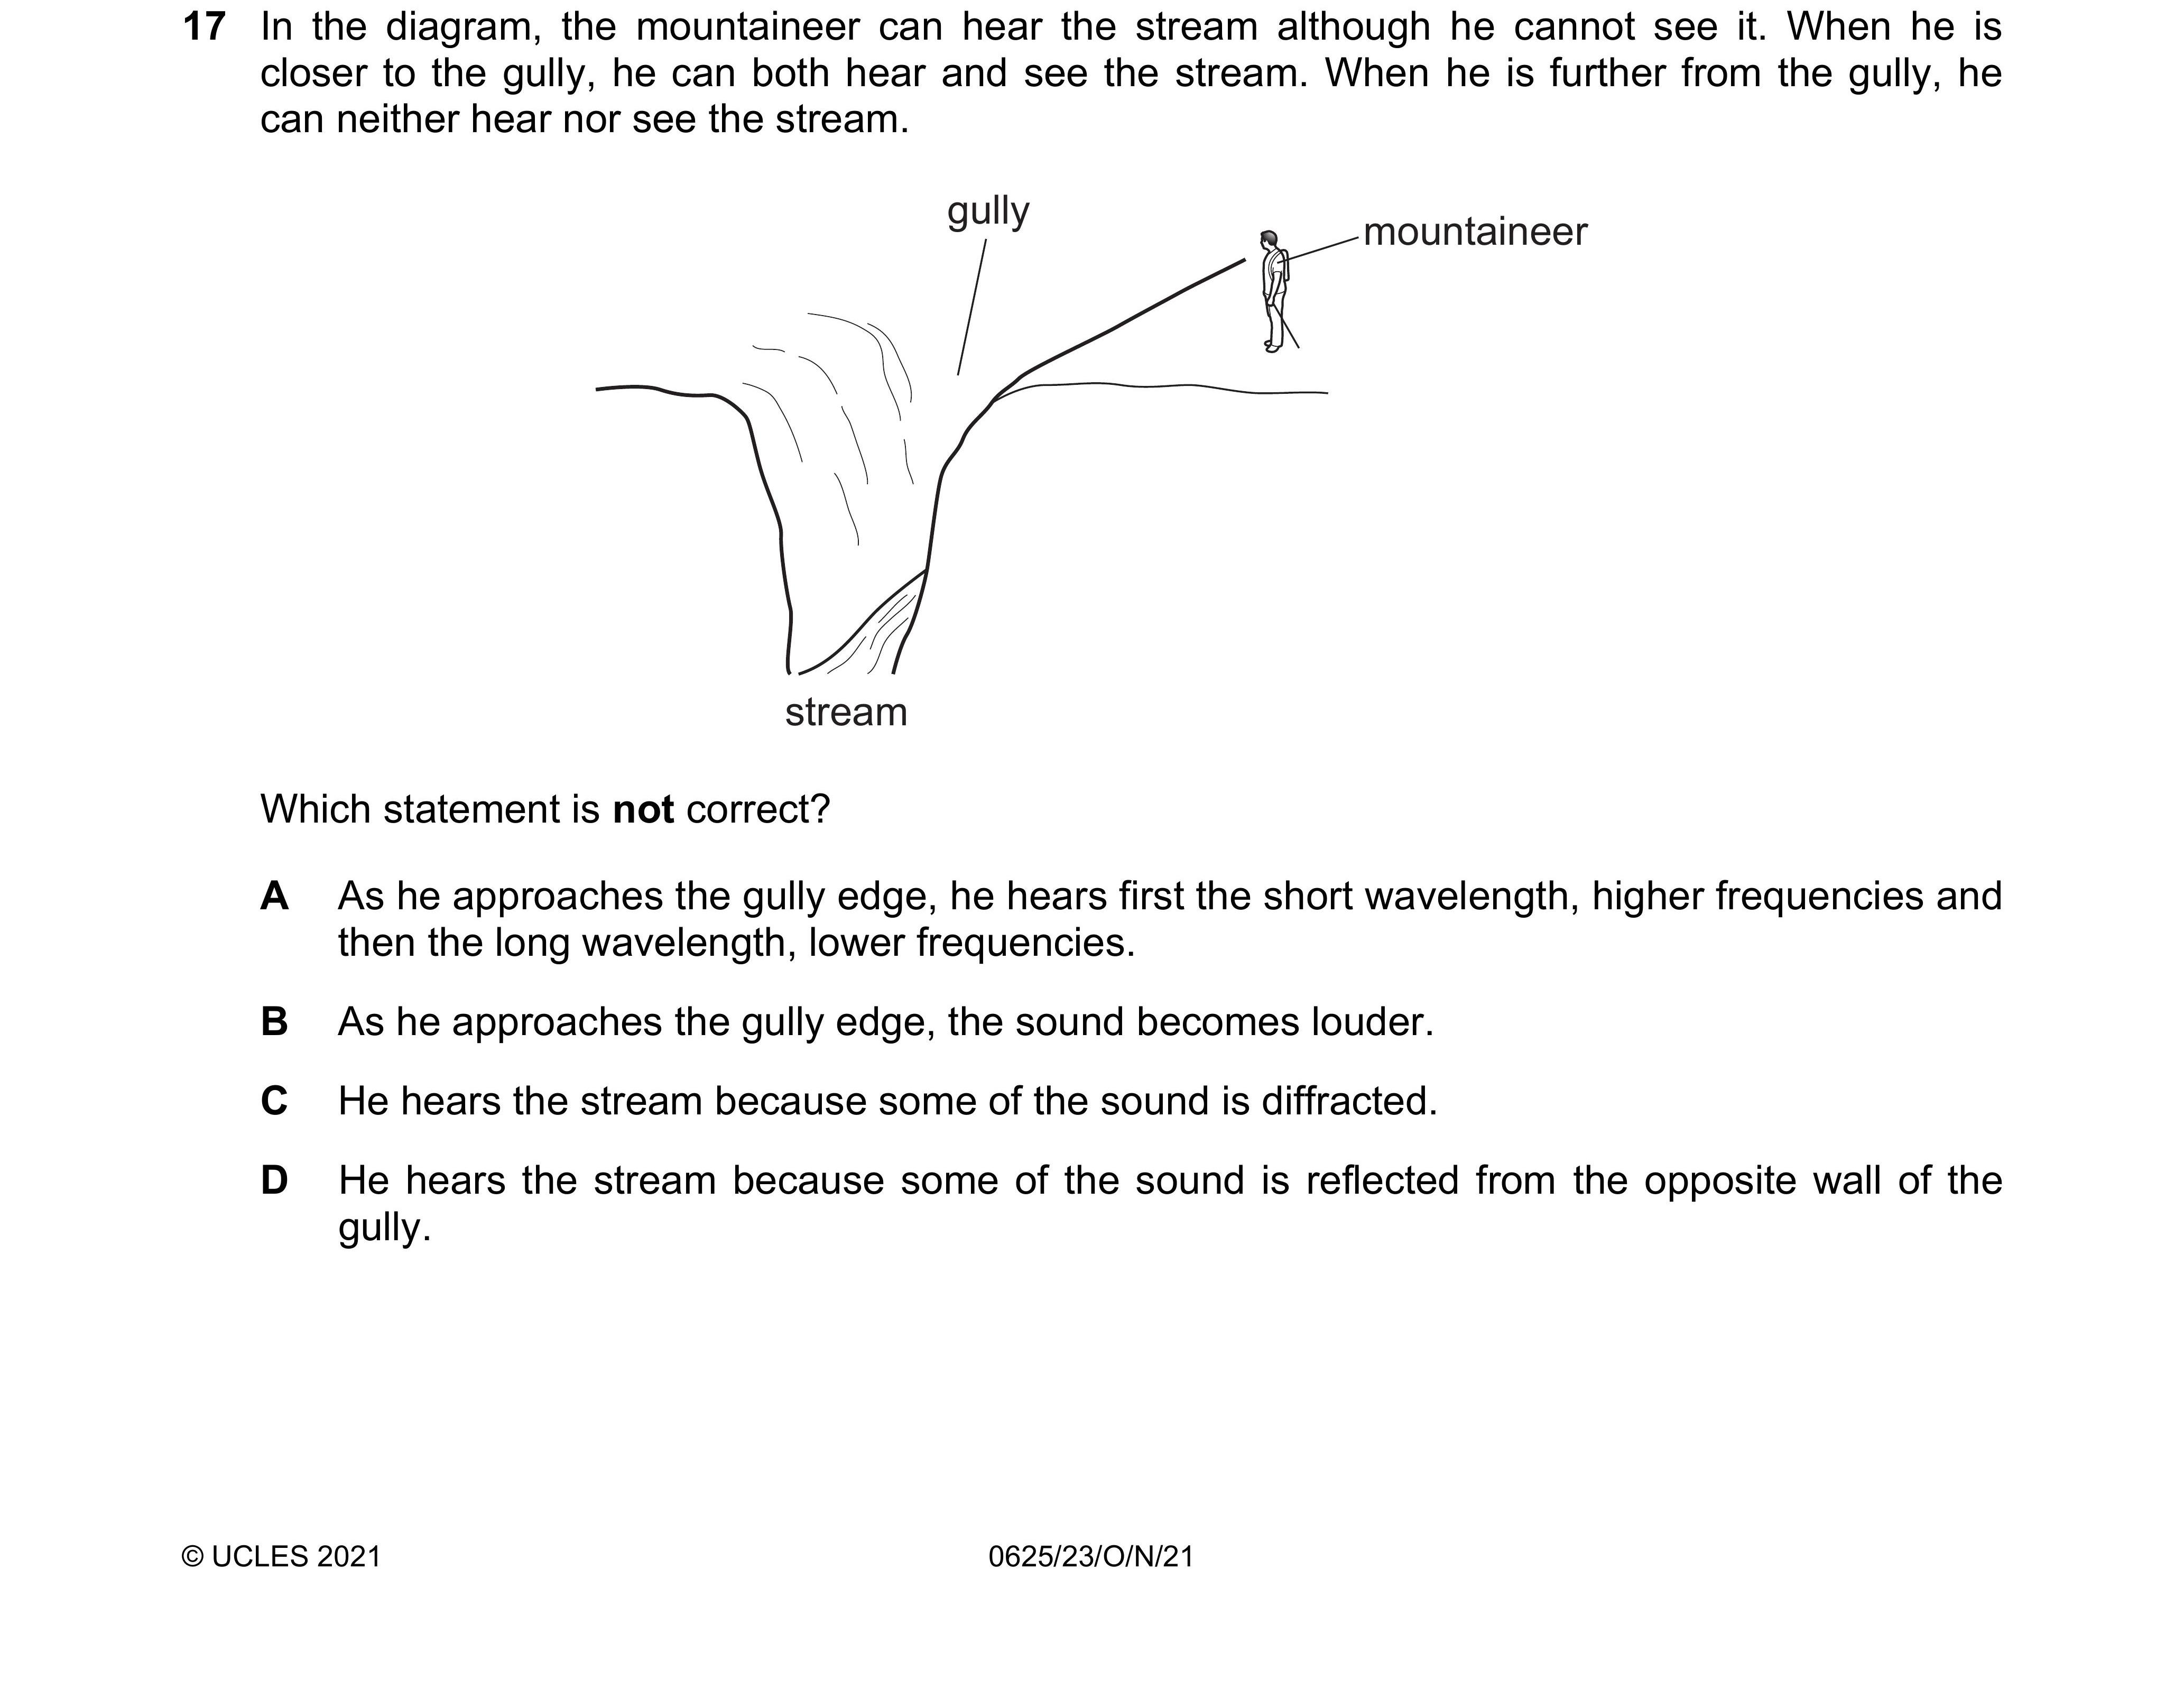 17 In the diagram, the mountaineer can hear the stream although he cannot see it. When he is
closer to the gully, he can both hear and see the stream. When he is further from the gully, he
can neither hear nor see the stream.
gully
mountaineer
stream
Which statement is not correct?
A As he approaches the gully edge, he hears first the short wavelength, higher frequencies and
then the long wavelength, lower frequencies.
B As he approaches the gully edge, the sound becomes louder.
C He hears the stream because some of the sound is diffracted.
D He hears the stream because some of the sound is reflected from the opposite wall of the
gully.
© UCLES 2021 0625/23/O/N/21